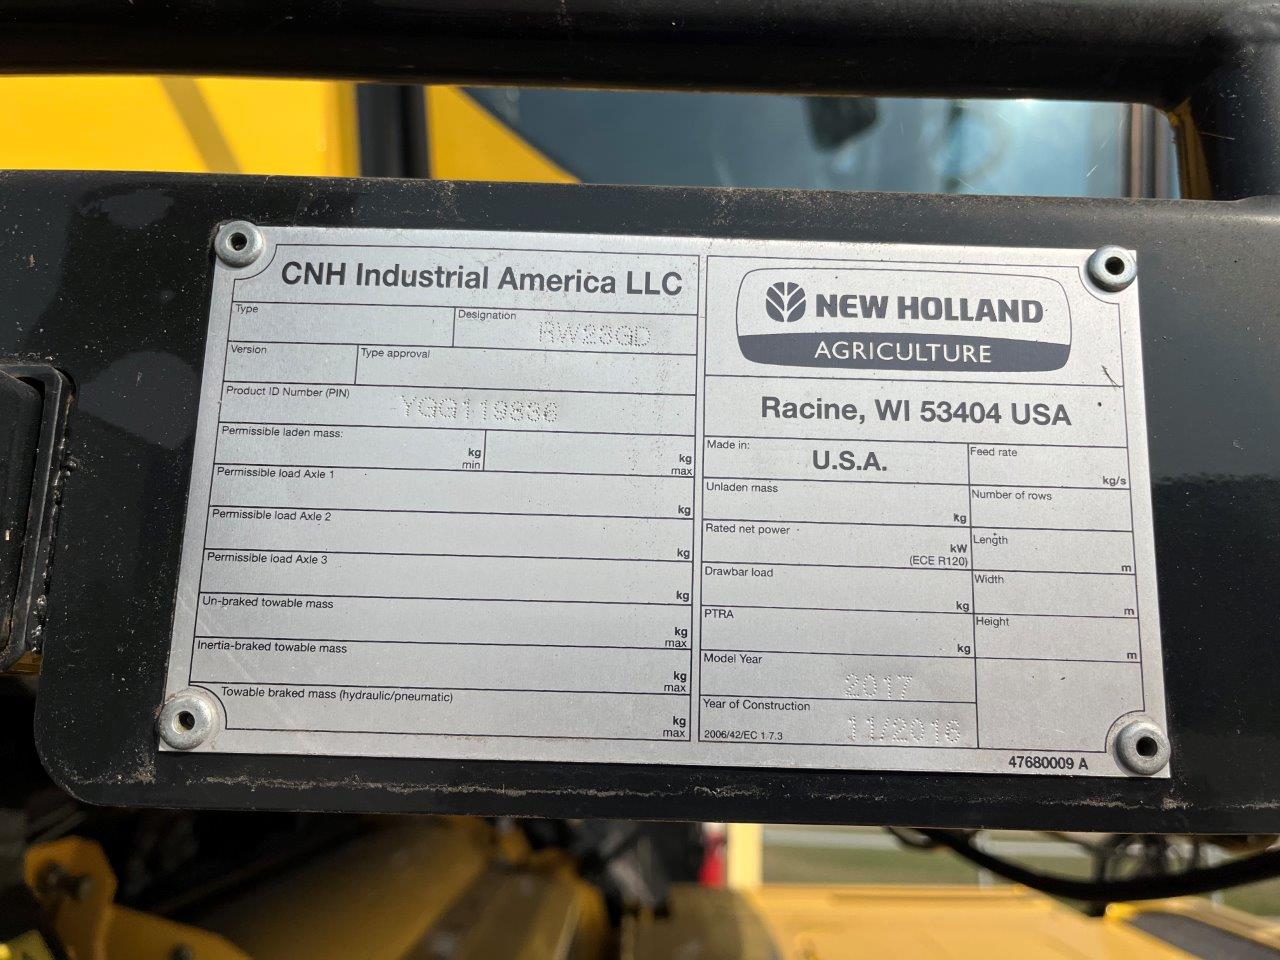 CNH Industrial America LLC
Type
Designation RW23GD
Version
Type approval
Product ID Number (PIN)
YGG119836
Permissible laden mass:
kg min
kg max
Permissible load Axle 1
kg
Permissible load Axle 2
kg
Permissible load Axle 3
kg
Un-braked towable mass
kg max
Inertia-braked towable mass
kg max
Towable braked mass (hydraulic/pneumatic)
kg max
NEW HOLLAND
AGRICULTURE
Racine, WI 53404 USA
Made in:
U.S.A.
Feed rate
kg/s
Unladen mass
kg
Number of rows
Rated net power
kW
(ECE R120)
Length
m
Drawbar load
kg
Width
m
PTRA
kg
Height
m
Model Year
2017
Year of Construction
2006/42/EC 1.7.3
11/2016
47680009 A